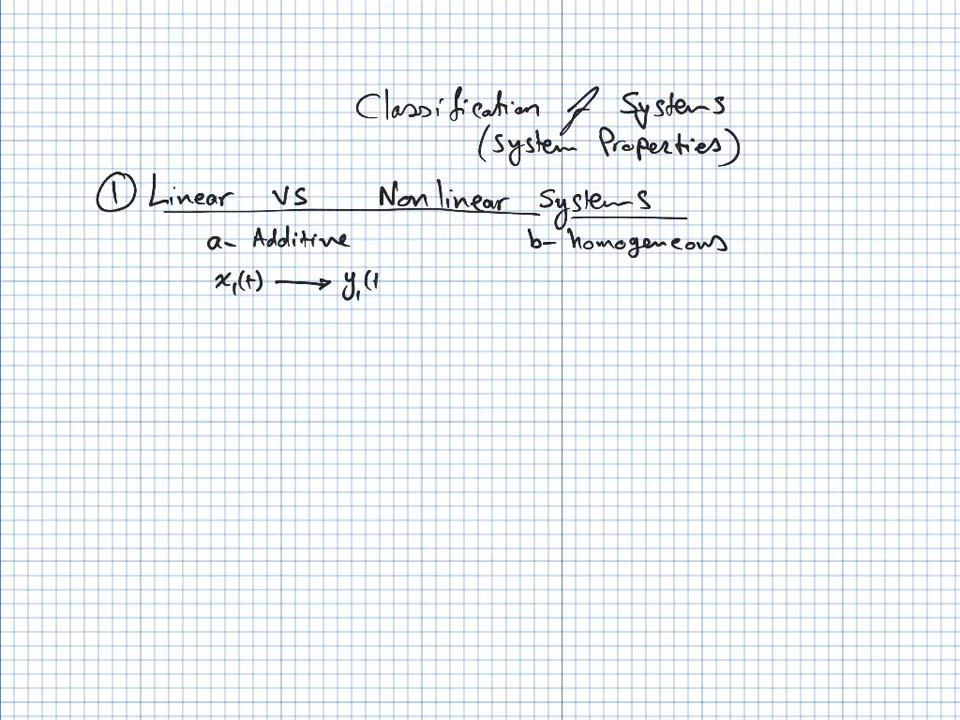 Classification of Systems
(System Properties)
① Linear vs Nonlinear Systems
a- Additive b- homogeneous
x₁(t) → y₁(t